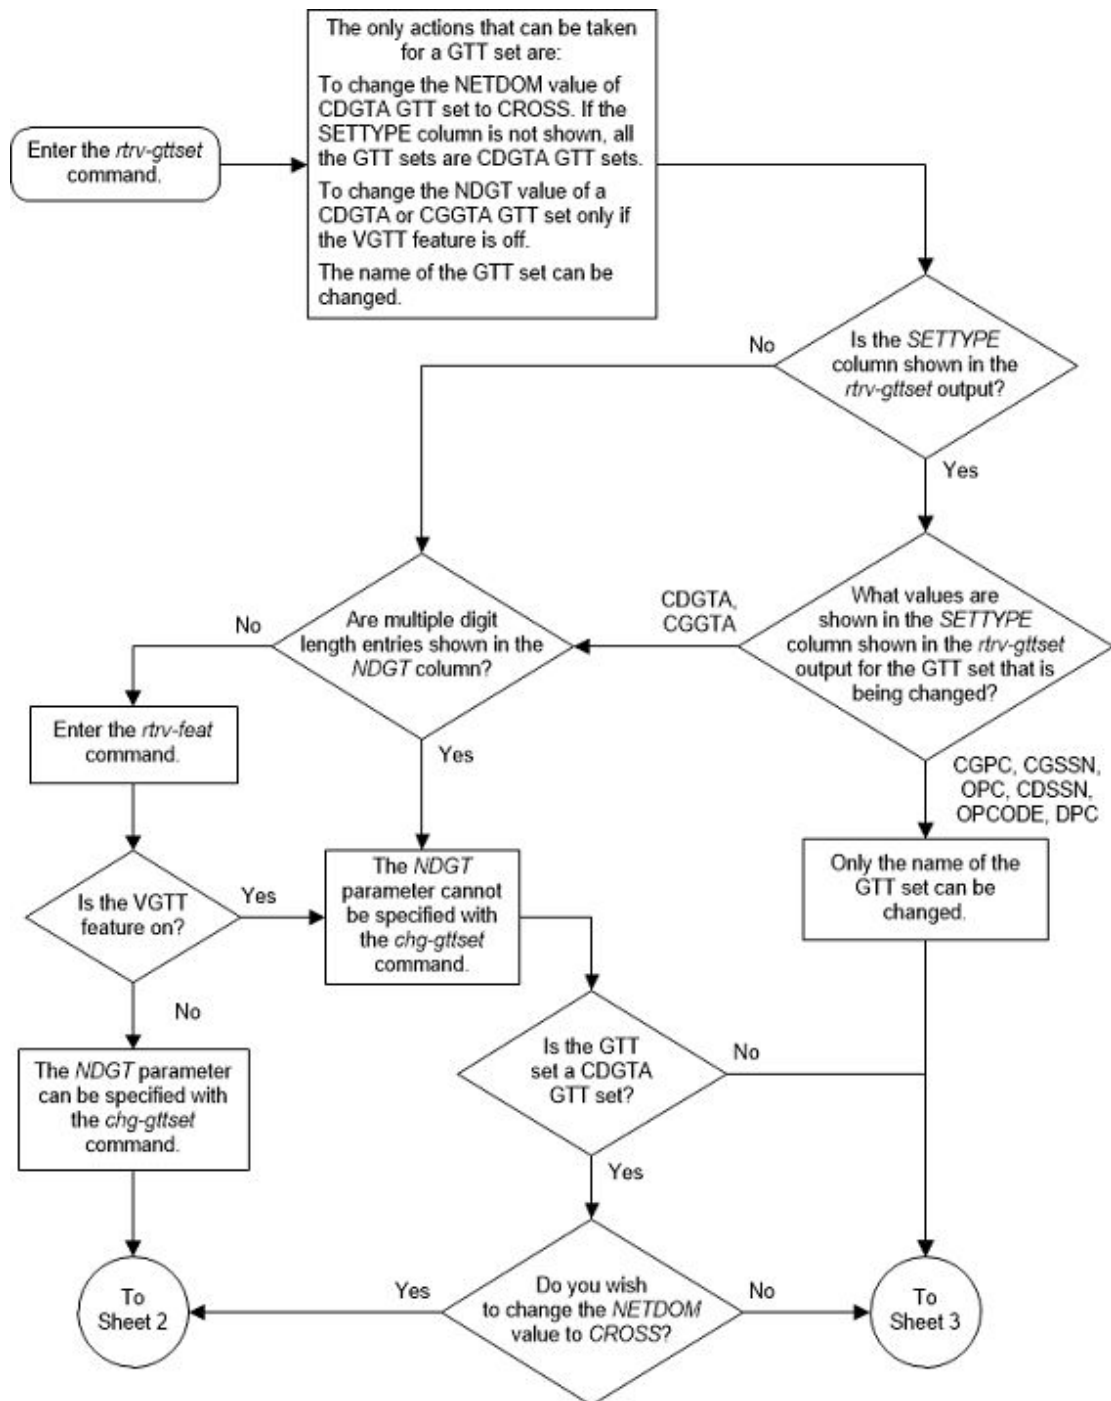 The only actions that can be taken
for a GTT set are:
To change the NETDOM value of
CDGTA GTT set to CROSS. If the
SETTYPE column is not shown, all
the GTT sets are CDGTA GTT sets.
To change the NDGT value of a
CDGTA or CGGTA GTT set only if
the VGTT feature is off.
The name of the GTT set can be
changed.
Enter the rtrv-gttset
command.
Is the SETTYPE
column shown in the
rtrv-gttset output?
No
Yes
What values are
shown in the SETTYPE
column shown in the rtrv-gttset
output for the GTT set that is
being changed?
CDGTA,
CGGTA
Are multiple digit
length entries shown in the
NDGT column?
No
Yes
Enter the rtrv-feat
command.
CGPC, CGSSN,
OPC, CDSSN,
OPCODE, DPC
Only the name of the
GTT set can be
changed.
Is the VGTT
feature on?
Yes
No
The NDGT
parameter cannot
be specified with
the chg-gttset
command.
The NDGT parameter
can be specified with
the chg-gttset
command.
Is the GTT
set a CDGTA
GTT set?
No
Yes
Do you wish
to change the NETDOM
value to CROSS?
Yes
No
To
Sheet 2
To
Sheet 3